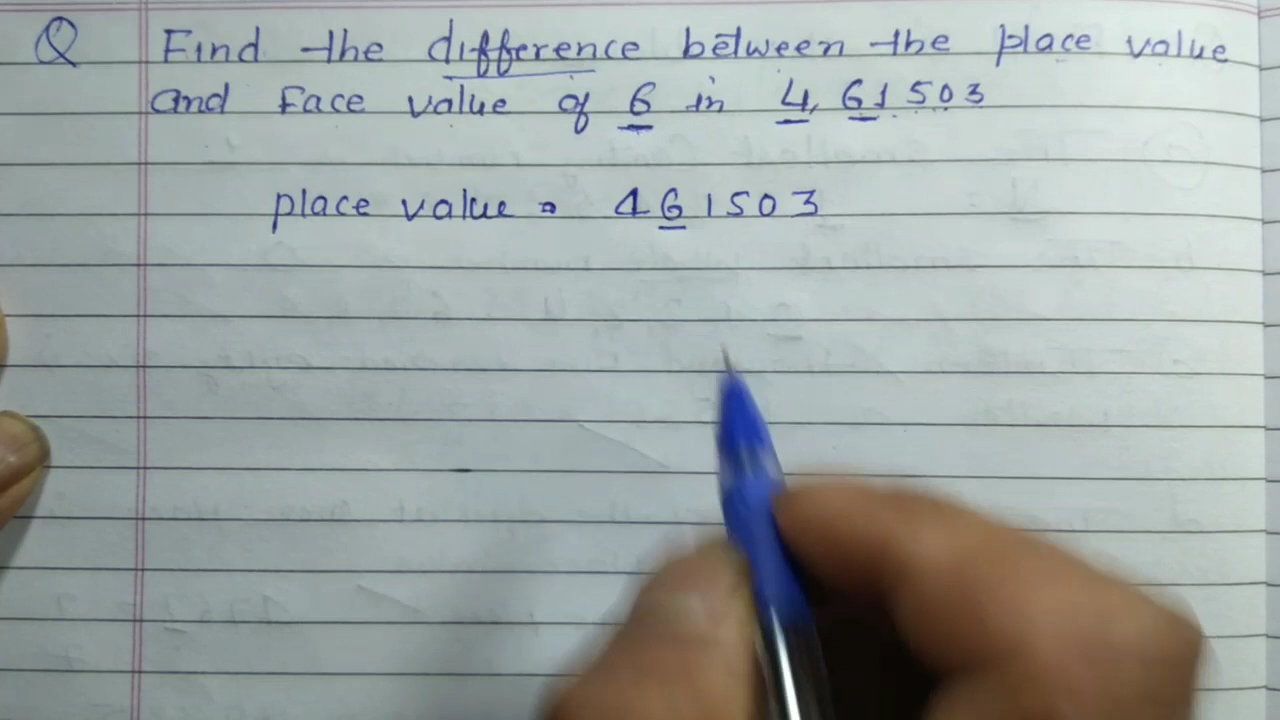 Q Find the difference between the place value
and Face value of 6 in 4,61503
place value = 461503